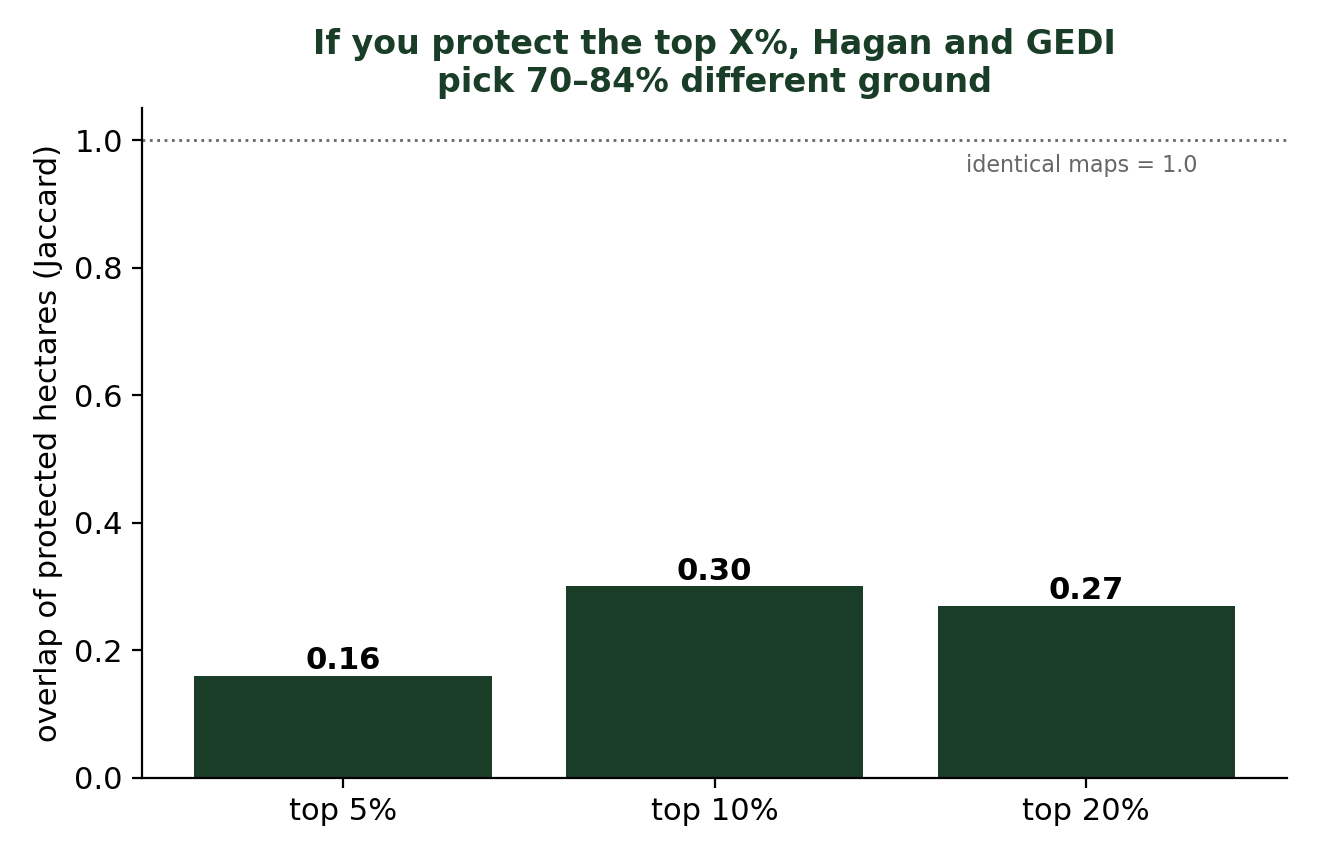 If you protect the top X%, Hagan and GEDI
pick 70–84% different ground
overlap of protected hectares (Jaccard)
1.0
0.8
0.6
0.4
0.2
0.0
identical maps = 1.0
0.16
0.30
0.27
top 5%
top 10%
top 20%